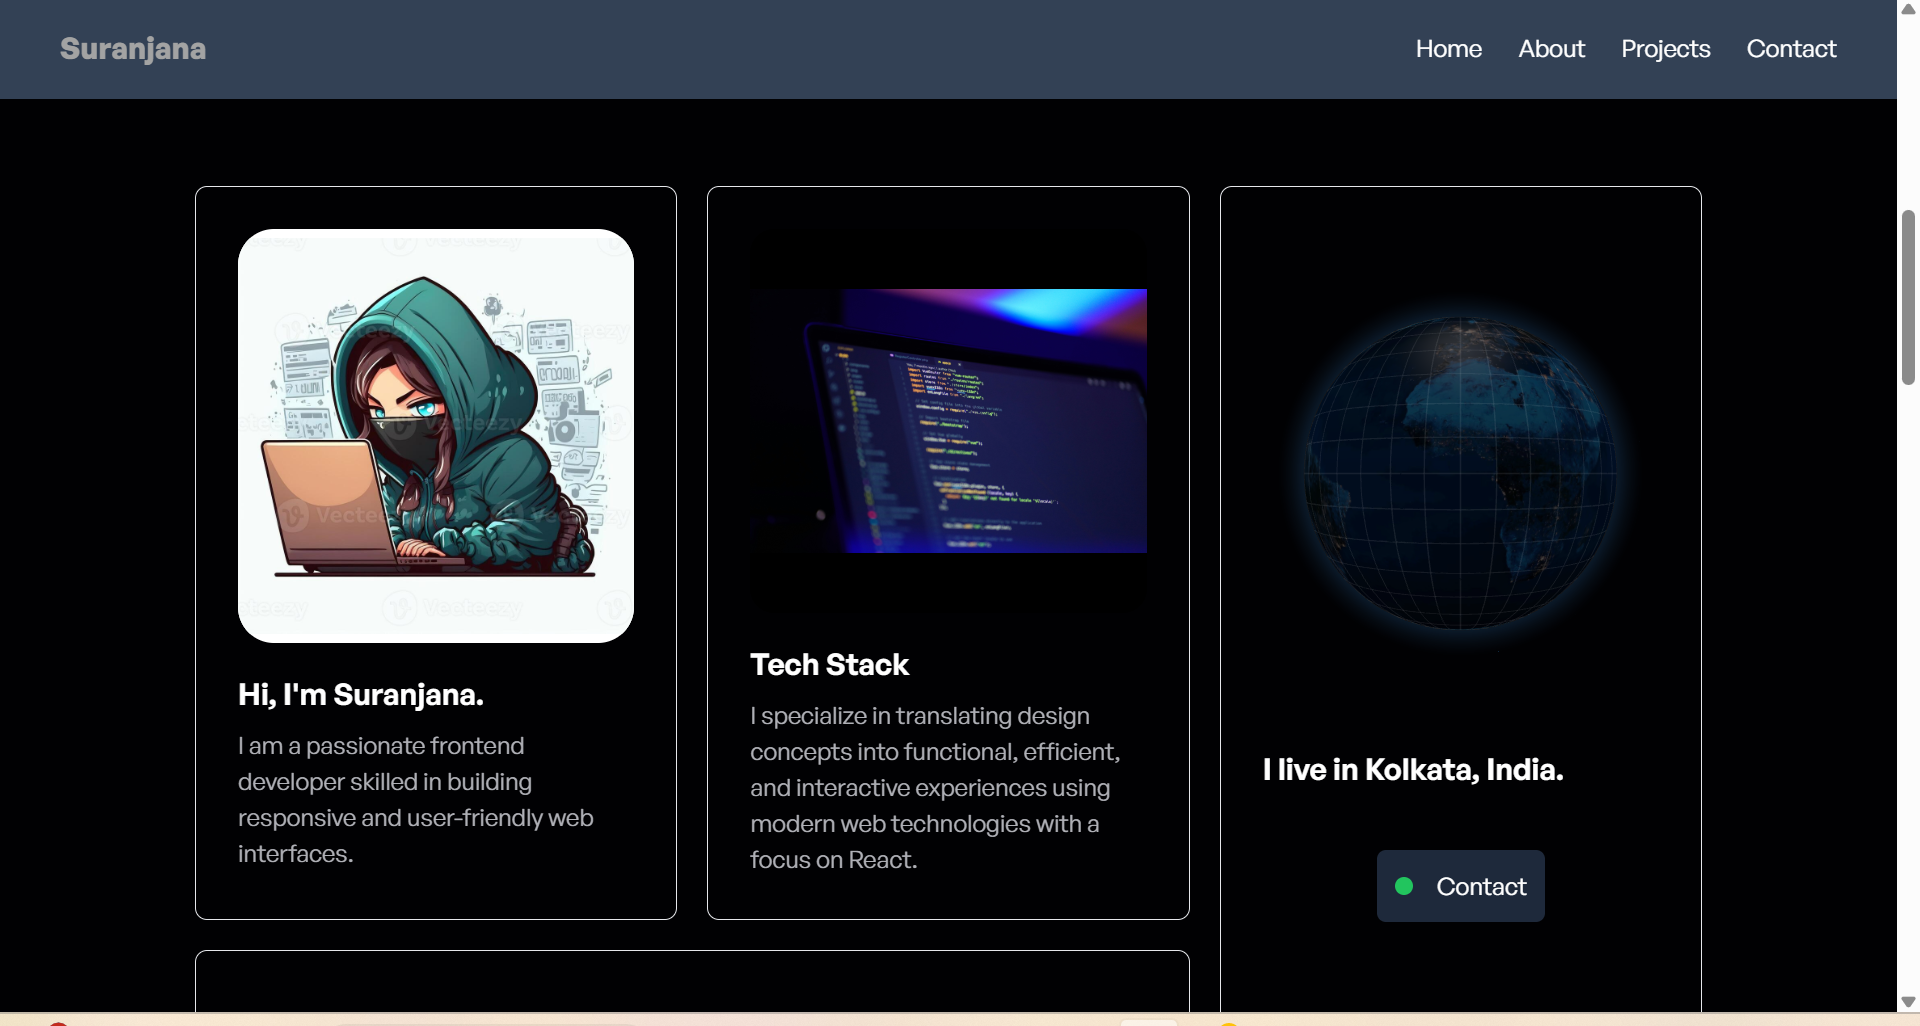 Suranjana
Home About Projects Contact
Vecteezy
Hi, I'm Suranjana.
I am a passionate frontend
developer skilled in building
responsive and user-friendly web
interfaces.
Tech Stack
I specialize in translating design
concepts into functional, efficient,
and interactive experiences using
modern web technologies with a
focus on React.
I live in Kolkata, India.
Contact